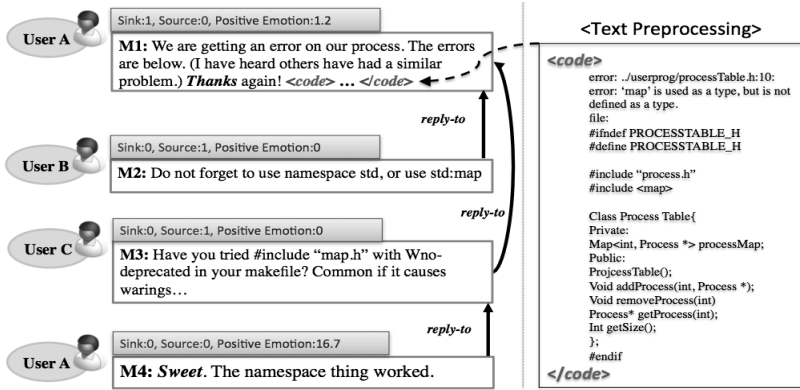 Sink:1, Source:0, Positive Emotion:1.2
User A
M1: We are getting an error on our process. The errors
are below. (I have heard others have had a similar
problem.) Thanks again! <code> ... </code>
reply-to
Sink:0, Source:1, Positive Emotion:0
User B
M2: Do not forget to use namespace std, or use std:map
reply-to
Sink:0, Source:1, Positive Emotion:0
User C
M3: Have you tried #include “map.h” with Wno-
deprecated in your makefile? Common if it causes
warings…
reply-to
Sink:0, Source:0, Positive Emotion:16.7
User A
M4: Sweet. The namespace thing worked.
<Text Preprocessing>
<code>
error: ../userprog/processTable.h:10:
error: ‘map’ is used as a type, but is not
defined as a type.
file:
#ifndef PROCESSTABLE_H
#define PROCESSTABLE_H
#include “process.h”
#include <map>
Class Process Table{
Private:
Map<int, Process *> processMap;
Public:
ProjcessTable();
Void addProcess(int, Process *);
Void removeProcess(int)
Process* getProcess(int);
Int getSize();
};
#endif
</code>